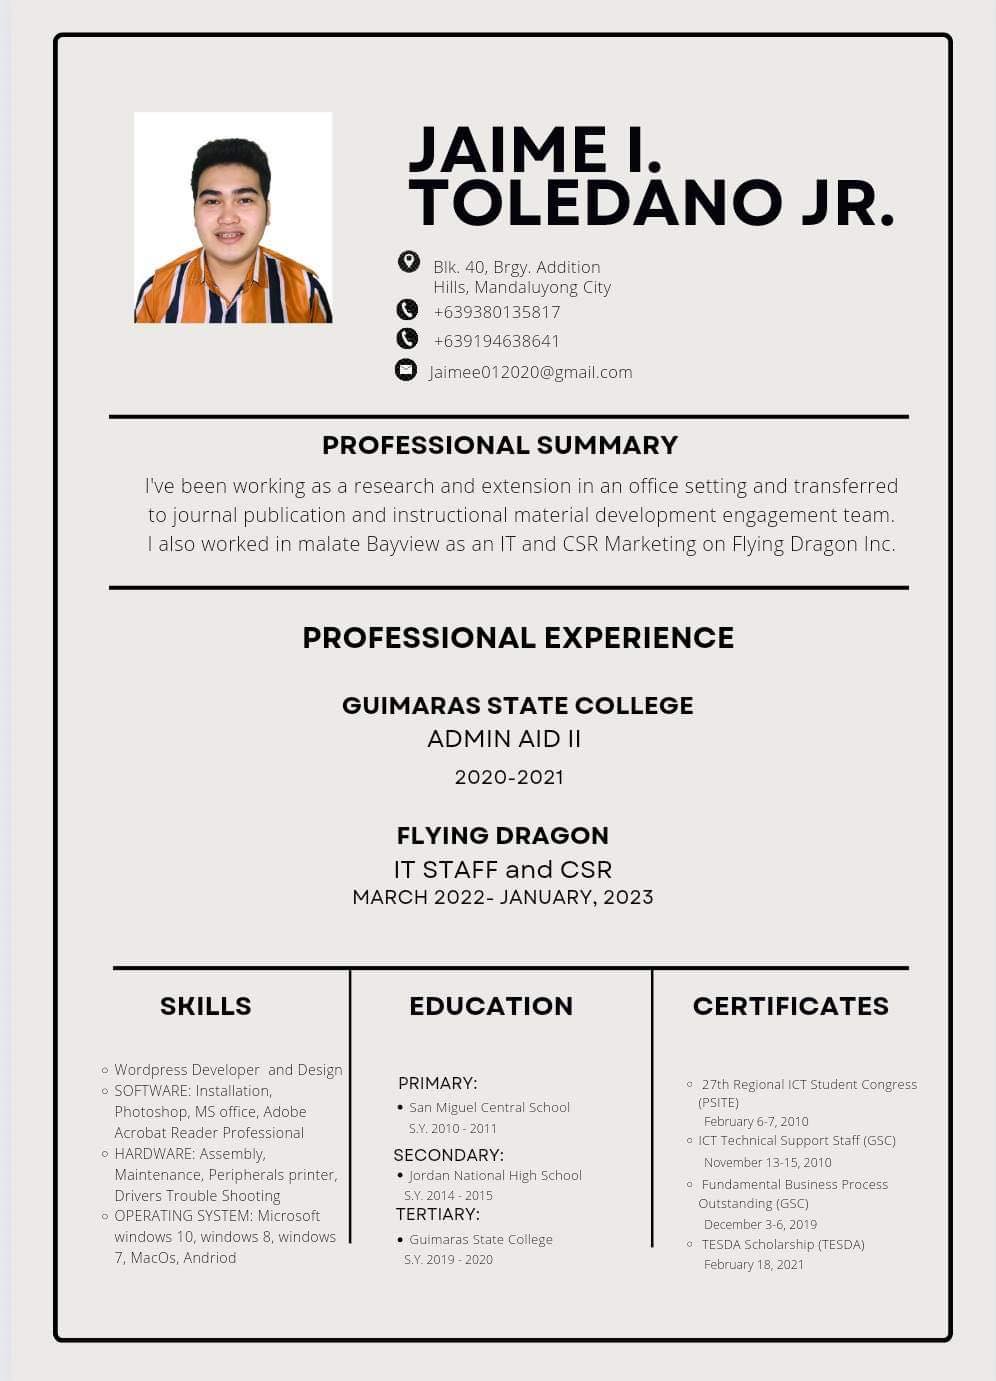 JAIME I.
TOLEDANO JR.
Blk. 40, Brgy. Addition
Hills, Mandaluyong City
+639380135817
+639194638641
Jaimee012020@gmail.com
PROFESSIONAL SUMMARY
I've been working as a research and extension in an office setting and transferred
to journal publication and instructional material development engagement team.
I also worked in malate Bayview as an IT and CSR Marketing on Flying Dragon Inc.
PROFESSIONAL EXPERIENCE
GUIMARAS STATE COLLEGE
ADMIN AID II
2020-2021
FLYING DRAGON
IT STAFF and CSR
MARCH 2022- JANUARY, 2023
SKILLS
Wordpress Developer and Design
SOFTWARE: Installation,
Photoshop, MS office, Adobe
Acrobat Reader Professional
HARDWARE: Assembly,
Maintenance, Peripherals printer,
Drivers Trouble Shooting
OPERATING SYSTEM: Microsoft
windows 10, windows 8, windows
7, MacOs, Andriod
EDUCATION
PRIMARY:
San Miguel Central School
S.Y. 2010 - 2011
SECONDARY:
Jordan National High School
S.Y. 2014 - 2015
TERTIARY:
Guimaras State College
S.Y. 2019 - 2020
CERTIFICATES
27th Regional ICT Student Congress
(PSITE)
February 6-7, 2010
ICT Technical Support Staff (GSC)
November 13-15, 2010
Fundamental Business Process
Outstanding (GSC)
December 3-6, 2019
TESDA Scholarship (TESDA)
February 18, 2021